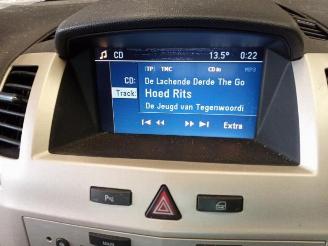 CD 13.5° 0:22
TP TMC CD in MP3
CD: De Lachende Derde The Go
Track: Hoed Rits
De Jeugd van Tegenwoordi
Extra